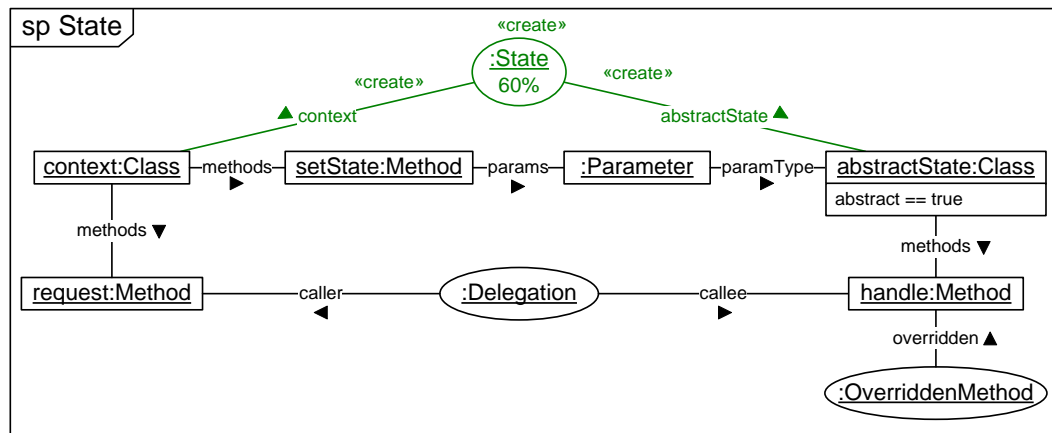 sp State
«create»
:State
60%
«create»
«create»
context
abstractState
context:Class
methods
setState:Method
params
:Parameter
paramType
abstractState:Class
abstract == true
methods
methods
request:Method
caller
:Delegation
callee
handle:Method
overridden
:OverriddenMethod